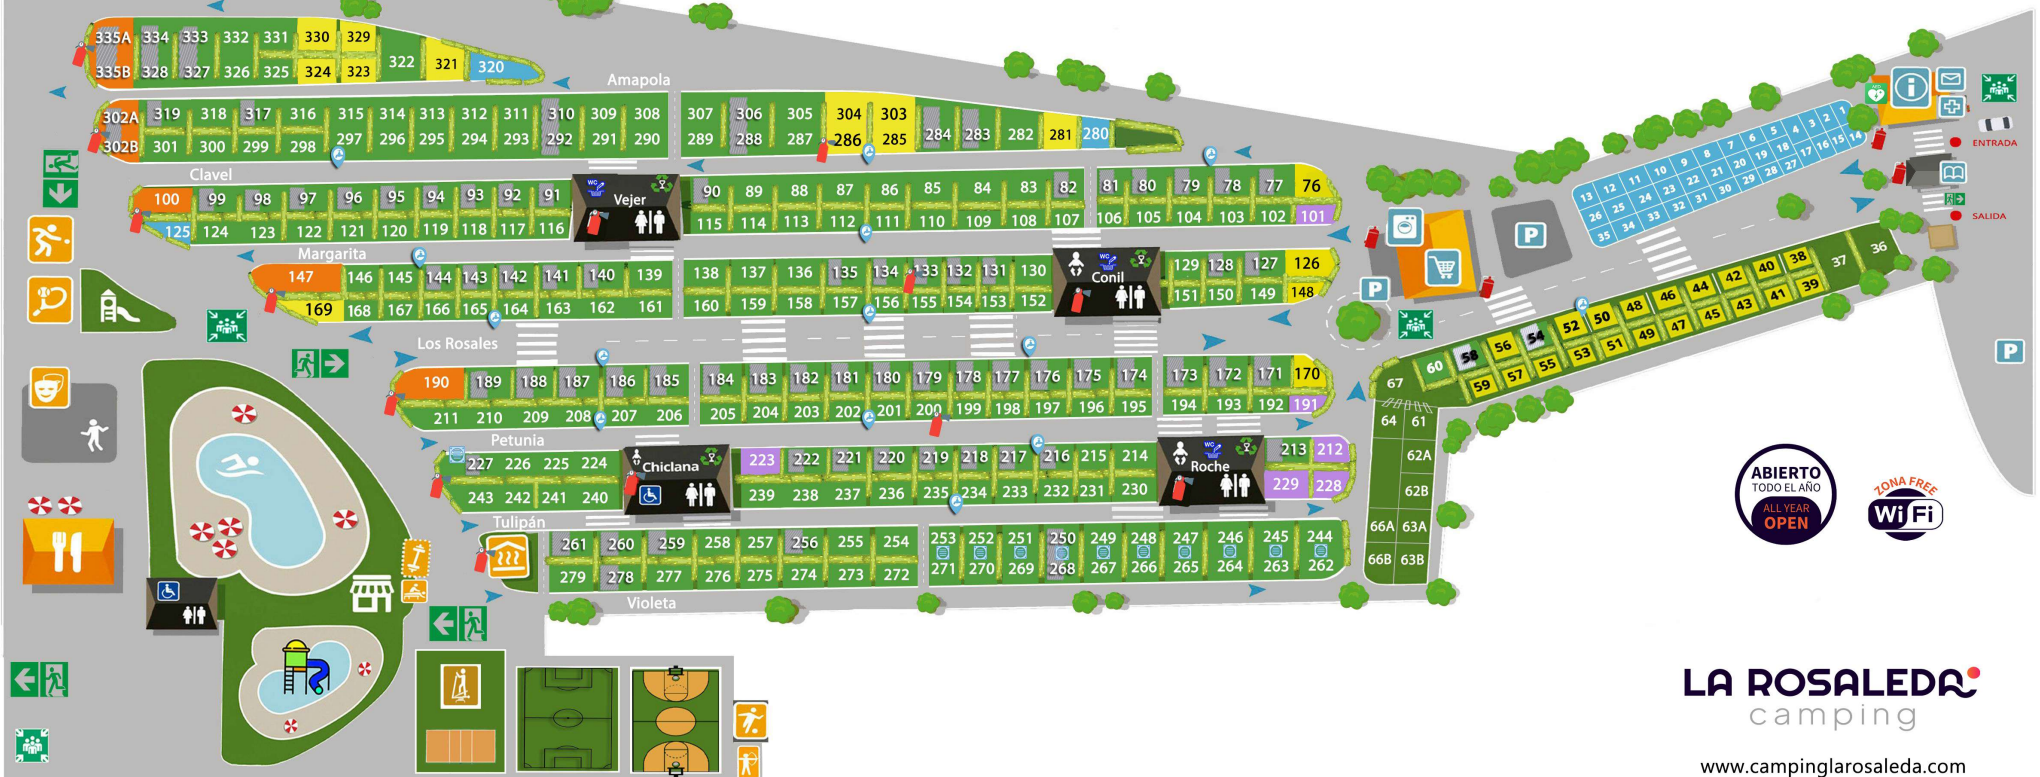 335A 334 333 332 331 330 329
335B 328 327 326 325 324 323 322 321 320
Amapola
302A 319 318 317 316 315 314 313 312 311 310 309 308 307 306 305 304 303
302B 301 300 299 298 297 296 295 294 293 292 291 290 289 288 287 286 285 284 283 282 281 280
Clavel
100 99 98 97 96 95 94 93 92 91 WC Vejer 90 89 88 87 86 85 84 83 82 81 80 79 78 77 76
125 124 123 122 121 120 119 118 117 116 115 114 113 112 111 110 109 108 107 106 105 104 103 102 101
Margarita
147 146 145 144 143 142 141 140 139 138 137 136 135 134 133 132 131 130 WC Conil 129 128 127 126
169 168 167 166 165 164 163 162 161 160 159 158 157 156 155 154 153 152 151 150 149 148
Los Rosales
190 189 188 187 186 185 184 183 182 181 180 179 178 177 176 175 174 173 172 171 170
211 210 209 208 207 206 205 204 203 202 201 200 199 198 197 196 195 194 193 192 191
Petunia
227 226 225 224 Chiclana 223 222 221 220 219 218 217 216 215 214 WC Roche 213 212
243 242 241 240 239 238 237 236 235 234 233 232 231 230 229 228
Tulipán
261 260 259 258 257 256 255 254 253 252 251 250 249 248 247 246 245 244
279 278 277 276 275 274 273 272 271 270 269 268 267 266 265 264 263 262
Violeta
13 12 11 10 9 8 7 6 5 4 3 2 1
26 25 24 23 22 21 20 19 18 17 16 15 14
35 34 33 32 31 30 29 28 27
i
ENTRADA
SALIDA
P
P
P
60 58 56 54 52 50 48 46 44 42 40 38 37 36
59 57 55 53 51 49 47 45 43 41 39
67
64 61
62A
62B
66A 63A
66B 63B
ABIERTO
TODO EL AÑO
ALL YEAR
OPEN
ZONA FREE
WiFi
LA ROSALEDA
camping
www.campinglarosaleda.com